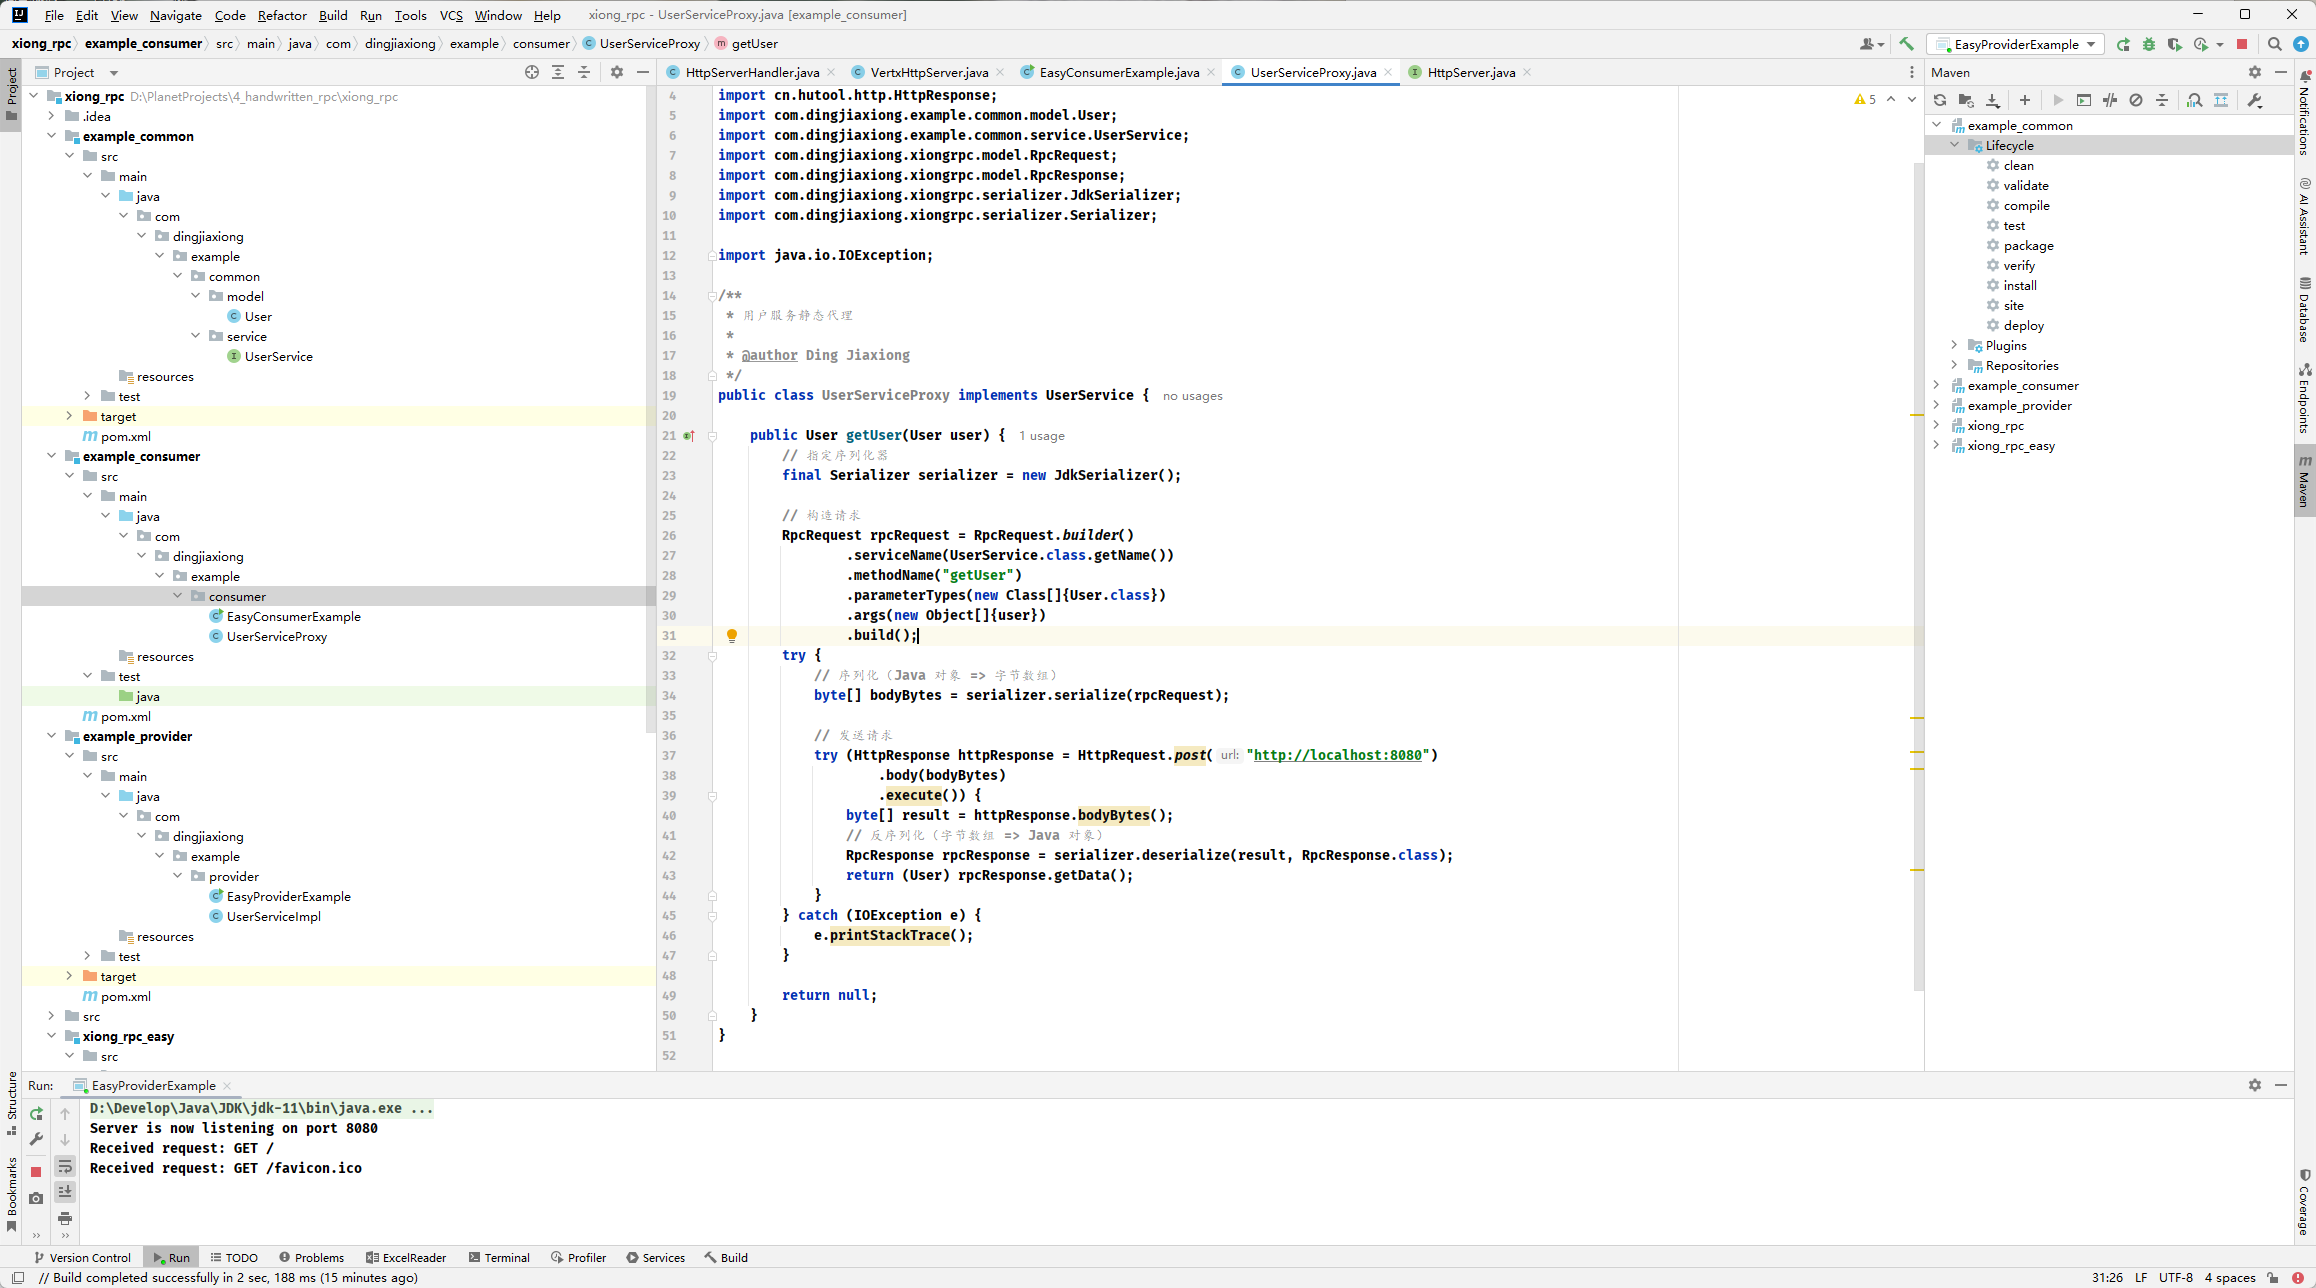 File Edit View Navigate Code Refactor Build Run Tools VCS Window Help xiong_rpc - UserServiceProxy.java [example_consumer]
xiong_rpc example_consumer src main java com dingjiaxiong example consumer UserServiceProxy getUser EasyProviderExample
Project
HttpServerHandler.java VertxHttpServer.java EasyConsumerExample.java UserServiceProxy.java HttpServer.java
Maven
Project
Structure
Bookmarks
xiong_rpc D:\PlanetProjects\4_handwritten_rpc\xiong_rpc
.idea
example_common
src
main
java
com
dingjiaxiong
example
common
model
User
service
UserService
resources
test
target
pom.xml
example_consumer
src
main
java
com
dingjiaxiong
example
consumer
EasyConsumerExample
UserServiceProxy
resources
test
java
pom.xml
example_provider
src
main
java
com
dingjiaxiong
example
provider
EasyProviderExample
UserServiceImpl
resources
test
target
pom.xml
src
xiong_rpc_easy
src
5
4 import cn.hutool.http.HttpResponse;
5 import com.dingjiaxiong.example.common.model.User;
6 import com.dingjiaxiong.example.common.service.UserService;
7 import com.dingjiaxiong.xiongrpc.model.RpcRequest;
8 import com.dingjiaxiong.xiongrpc.model.RpcResponse;
9 import com.dingjiaxiong.xiongrpc.serializer.JdkSerializer;
10 import com.dingjiaxiong.xiongrpc.serializer.Serializer;
11
12 import java.io.IOException;
13
14 /**
15 * 用户服务静态代理
16 *
17 * @author Ding Jiaxiong
18 */
19 public class UserServiceProxy implements UserService { no usages
20
21 public User getUser(User user) { 1 usage
22 // 指定序列化器
23 final Serializer serializer = new JdkSerializer();
24
25 // 构造请求
26 RpcRequest rpcRequest = RpcRequest.builder()
27 .serviceName(UserService.class.getName())
28 .methodName("getUser")
29 .parameterTypes(new Class[]{User.class})
30 .args(new Object[]{user})
31 .build();
32 try {
33 // 序列化（Java 对象 => 字节数组）
34 byte[] bodyBytes = serializer.serialize(rpcRequest);
35
36 // 发送请求
37 try (HttpResponse httpResponse = HttpRequest.post( url: "http://localhost:8080")
38 .body(bodyBytes)
39 .execute()) {
40 byte[] result = httpResponse.bodyBytes();
41 // 反序列化（字节数组 => Java 对象）
42 RpcResponse rpcResponse = serializer.deserialize(result, RpcResponse.class);
43 return (User) rpcResponse.getData();
44 }
45 } catch (IOException e) {
46 e.printStackTrace();
47 }
48
49 return null;
50 }
51 }
52
example_common
Lifecycle
clean
validate
compile
test
package
verify
install
site
deploy
Plugins
Repositories
example_consumer
example_provider
xiong_rpc
xiong_rpc_easy
Notifications
AI Assistant
Database
Endpoints
Maven
Coverage
Run: EasyProviderExample
D:\Develop\Java\JDK\jdk-11\bin\java.exe ...
Server is now listening on port 8080
Received request: GET /
Received request: GET /favicon.ico
Version Control Run TODO Problems ExcelReader Terminal Profiler Services Build
// Build completed successfully in 2 sec, 188 ms (15 minutes ago) 31:26 LF UTF-8 4 spaces